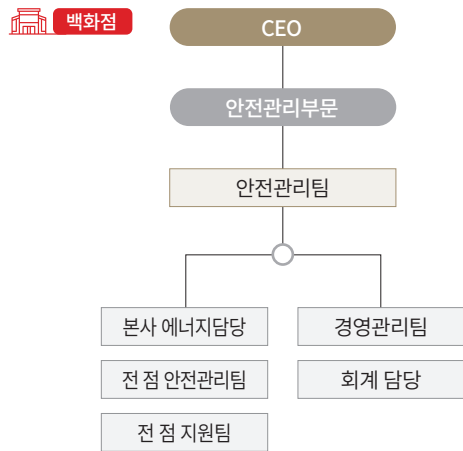 백화점
CEO
안전관리부문
안전관리팀
본사 에너지담당
경영관리팀
전 점 안전관리팀
회계 담당
전 점 지원팀